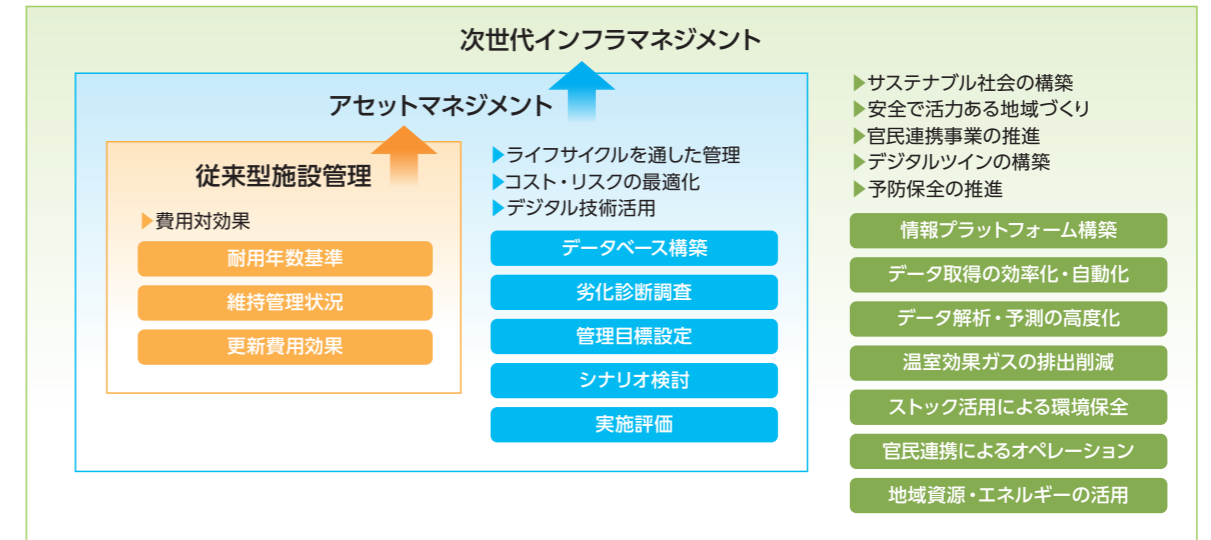 次世代インフラマネジメント
アセットマネジメント
従来型施設管理
▶費用対効果
耐用年数基準
維持管理状況
更新費用効果
▶ライフサイクルを通した管理
▶コスト・リスクの最適化
▶デジタル技術活用
データベース構築
劣化診断調査
管理目標設定
シナリオ検討
実施評価
▶サステナブル社会の構築
▶安全で活力ある地域づくり
▶官民連携事業の推進
▶デジタルツインの構築
▶予防保全の推進
情報プラットフォーム構築
データ取得の効率化・自動化
データ解析・予測の高度化
温室効果ガスの排出削減
ストック活用による環境保全
官民連携によるオペレーション
地域資源・エネルギーの活用